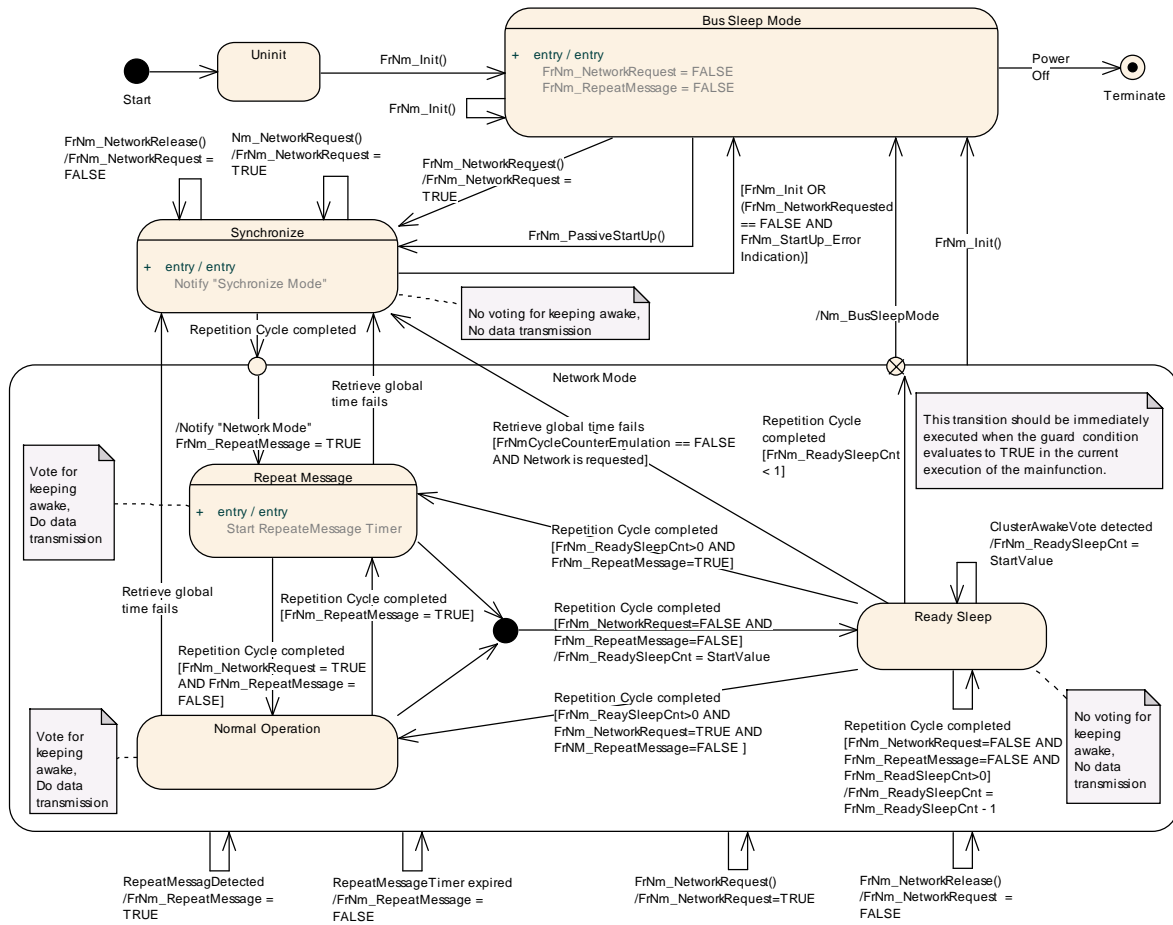 Bus Sleep Mode
Uninit
+ entry / entry
FrNm_NetworkRequest = FALSE
FrNm_RepeatMessage = FALSE
FrNm_Init()
FrNm_Init()
Start
Power
Off
Terminate
FrNm_NetworkRelease()
/FrNm_NetworkRequest =
FALSE
Nm_NetworkRequest()
/FrNm_NetworkRequest =
TRUE
FrNm_NetworkRequest()
/FrNm_NetworkRequest =
TRUE
[FrNm_Init OR
(FrNm_NetworkRequested
== FALSE AND
FrNm_StartUp_Error
Indication)]
FrNm_PassiveStartUp()
FrNm_Init()
Synchronize
+ entry / entry
Notify "Sychronize Mode"
No voting for keeping awake,
No data transmission
/Nm_BusSleepMode
Repetition Cycle completed
Network Mode
Retrieve global
time fails
/Notify "Network Mode"
FrNm_RepeatMessage = TRUE
Retrieve global time fails
[FrNmCycleCounterEmulation == FALSE
AND Network is requested]
Repetition Cycle
completed
[FrNm_ReadySleepCnt
< 1]
This transition should be immediately
executed when the guard condition
evaluates to TRUE in the current
execution of the mainfunction.
Vote for
keeping
awake,
Do data
transmission
Repeat Message
+ entry / entry
Start RepeateMessage Timer
Repetition Cycle completed
[FrNm_ReadySleepCnt>0 AND
FrNm_RepeatMessage=TRUE]
ClusterAwakeVote detected
/FrNm_ReadySleepCnt =
StartValue
Retrieve global
time fails
Repetition Cycle completed
[FrNm_RepeatMessage = TRUE]
Repetition Cycle completed
[FrNm_NetworkRequest=FALSE AND
FrNm_RepeatMessage=FALSE]
/FrNm_ReadySleepCnt = StartValue
Ready Sleep
Repetition Cycle
completed
[FrNm_NetworkRequest = TRUE
AND FrNm_RepeatMessage =
FALSE]
Repetition Cycle completed
[FrNm_ReaySleepCnt>0 AND
FrNm_NetworkRequest=TRUE AND
FrNM_RepeatMessage=FALSE ]
Repetition Cycle completed
[FrNm_NetworkRequest=FALSE AND
FrNm_RepeatMessage=FALSE AND
FrNm_ReadSleepCnt>0]
/FrNm_ReadySleepCnt =
FrNm_ReadySleepCnt - 1
No voting for
keeping
awake,
No data
transmission
Vote for
keeping
awake,
Do data
transmission
Normal Operation
RepeatMessagDetected
/FrNm_RepeatMessage =
TRUE
RepeatMessageTimer expired
/FrNm_RepeatMessage =
FALSE
FrNm_NetworkRequest()
/FrNm_NetworkRequest=TRUE
FrNm_NetworkRelease()
/FrNm_NetworkRequest =
FALSE